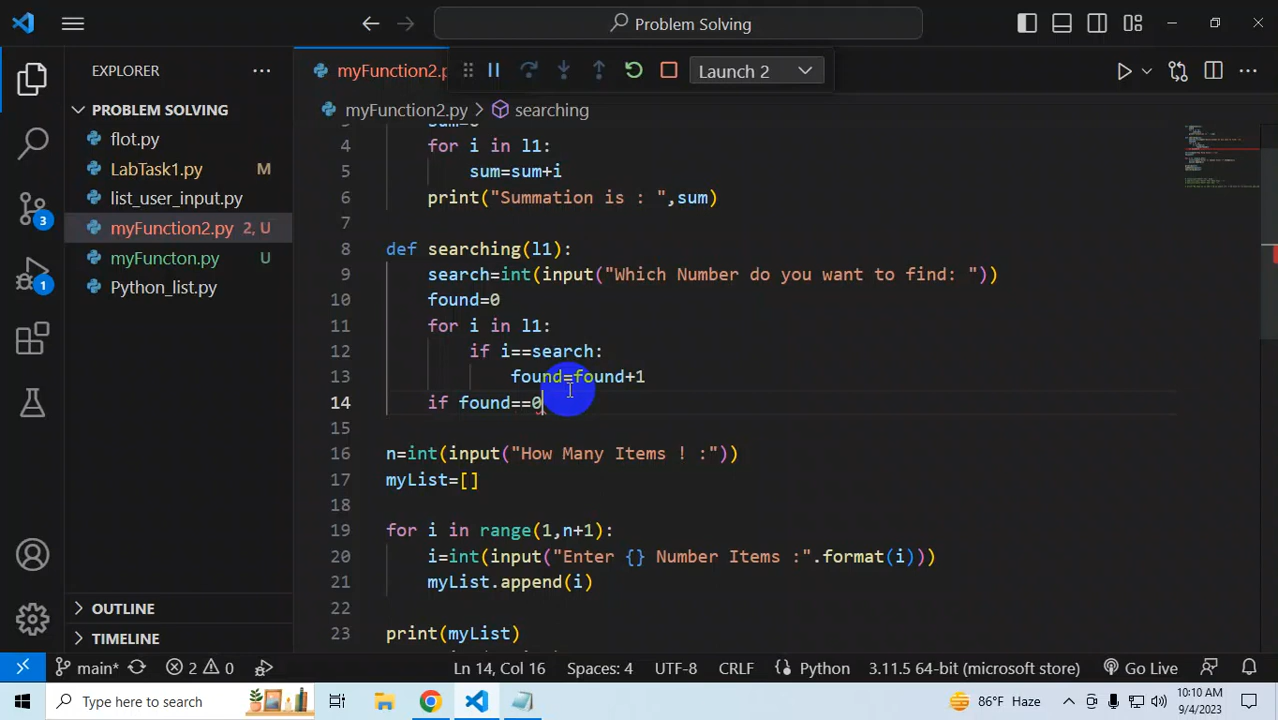 Problem Solving
EXPLORER
myFunction2.p
Launch 2
PROBLEM SOLVING
myFunction2.py > searching
flot.py
LabTask1.py M
list_user_input.py
myFunction2.py 2, U
myFuncton.py U
Python_list.py
3
1
4 for i in l1:
5 sum=sum+i
6 print("Summation is : ",sum)
7
8 def searching(l1):
9 search=int(input("Which Number do you want to find: "))
10 found=0
11 for i in l1:
12 if i==search:
13 found=found+1
14 if found==0
15
16 n=int(input("How Many Items ! :"))
17 myList=[]
18
19 for i in range(1,n+1):
20 i=int(input("Enter {} Number Items :".format(i)))
21 myList.append(i)
22
23 print(myList)
OUTLINE
TIMELINE
main* 2 0 Ln 14, Col 16 Spaces: 4 UTF-8 CRLF Python 3.11.5 64-bit (microsoft store) Go Live
Type here to search
86°F Haze
10:10 AM
9/4/2023